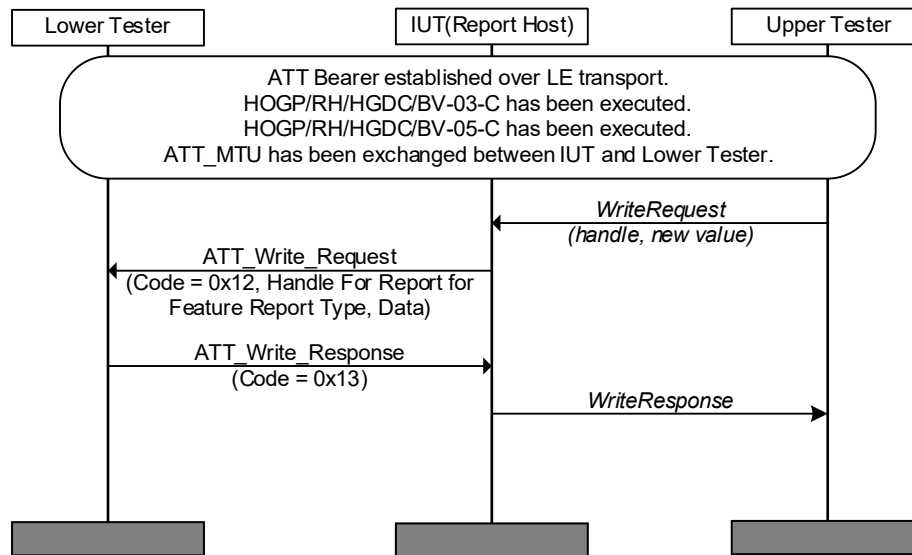 Lower Tester
IUT(Report Host)
Upper Tester
ATT Bearer established over LE transport.
HOGP/RH/HGDC/BV-03-C has been executed.
HOGP/RH/HGDC/BV-05-C has been executed.
ATT_MTU has been exchanged between IUT and Lower Tester.
WriteRequest
(handle, new value)
ATT_Write_Request
(Code = 0x12, Handle For Report for
Feature Report Type, Data)
ATT_Write_Response
(Code = 0x13)
WriteResponse